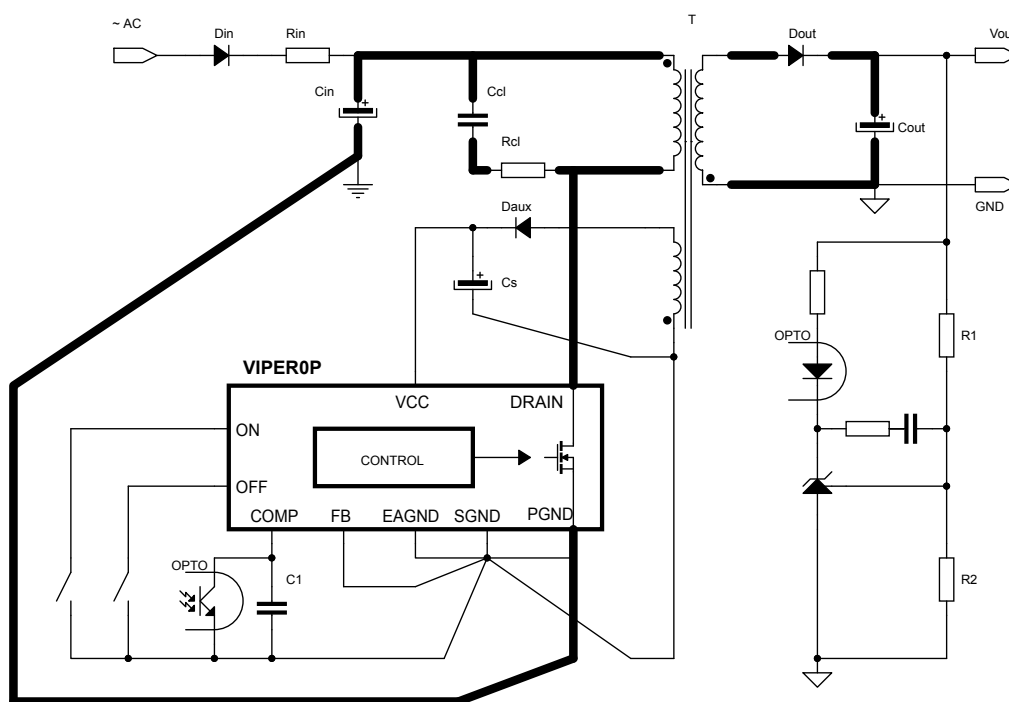 ~ AC
Din
Rin
T
Dout
Vou
Cin
+
Ccl
+
Cout
Rcl
GND
Daux
+
Cs
OPTO
R1
VIPER0P
VCC
DRAIN
ON
CONTROL
OFF
COMP
FB
EAGND
SGND
PGND
OPTO
C1
R2